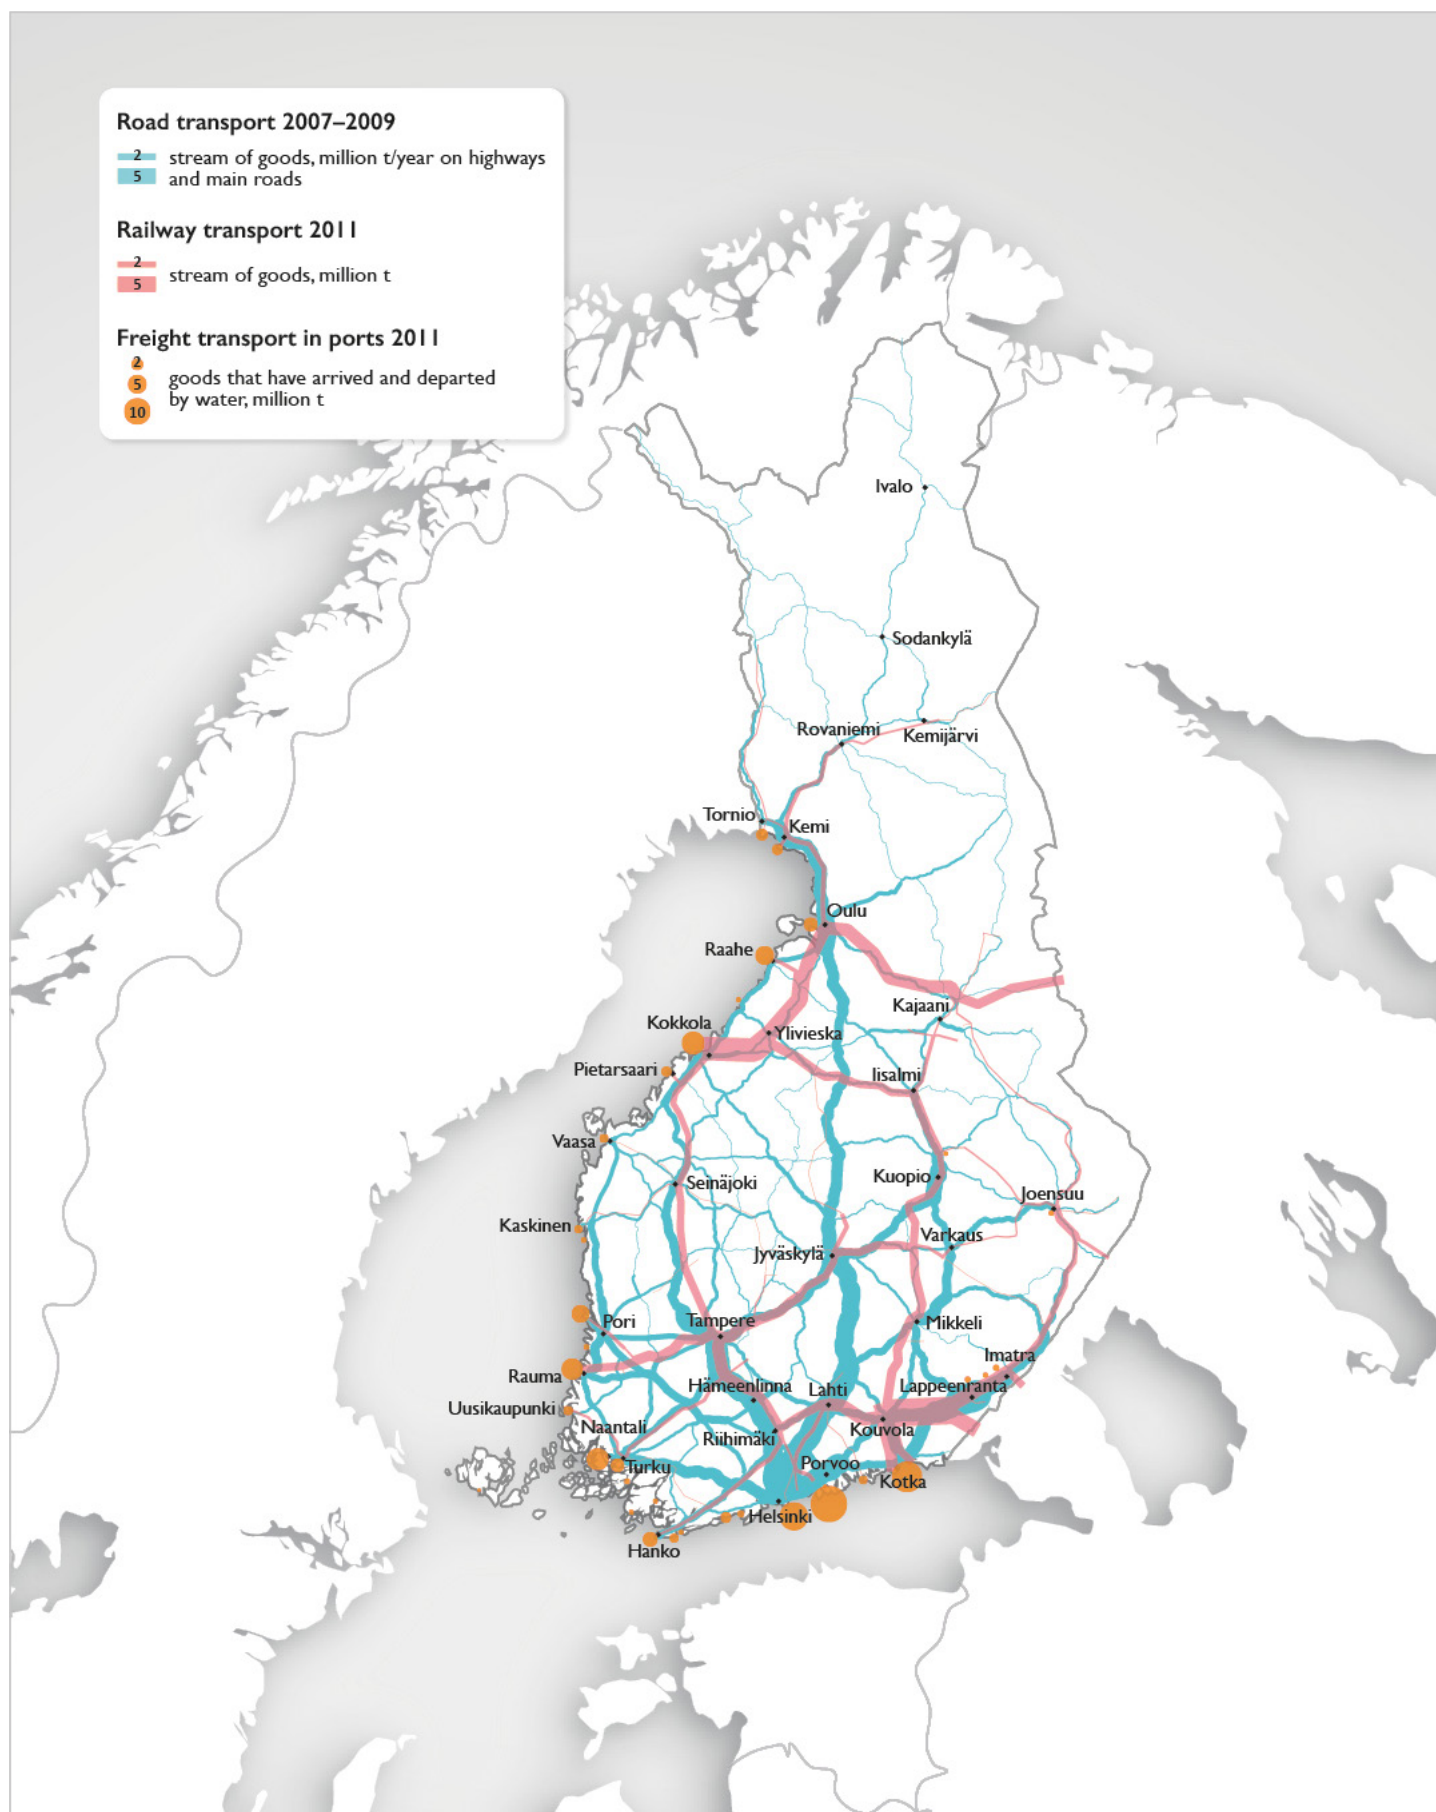 Road transport 2007–2009
2
stream of goods, million t/year on highways
5
and main roads
Railway transport 2011
2
stream of goods, million t
5
Freight transport in ports 2011
2
5
goods that have arrived and departed
by water, million t
10
Ivalo
Sodankylä
Rovaniemi
Kemijärvi
Tornio
Kemi
Oulu
Raahe
Kajaani
Kokkola
Ylivieska
Pietarsaari
Iisalmi
Vaasa
Kuopio
Seinäjoki
Joensuu
Kaskinen
Varkaus
Jyväskylä
Pori
Tampere
Mikkeli
Imatra
Rauma
Hämeenlinna
Lahti
Lappeenranta
Uusikaupunki
Naantali
Riihimäki
Kouvola
Turku
Porvoo
Kotka
Helsinki
Hanko